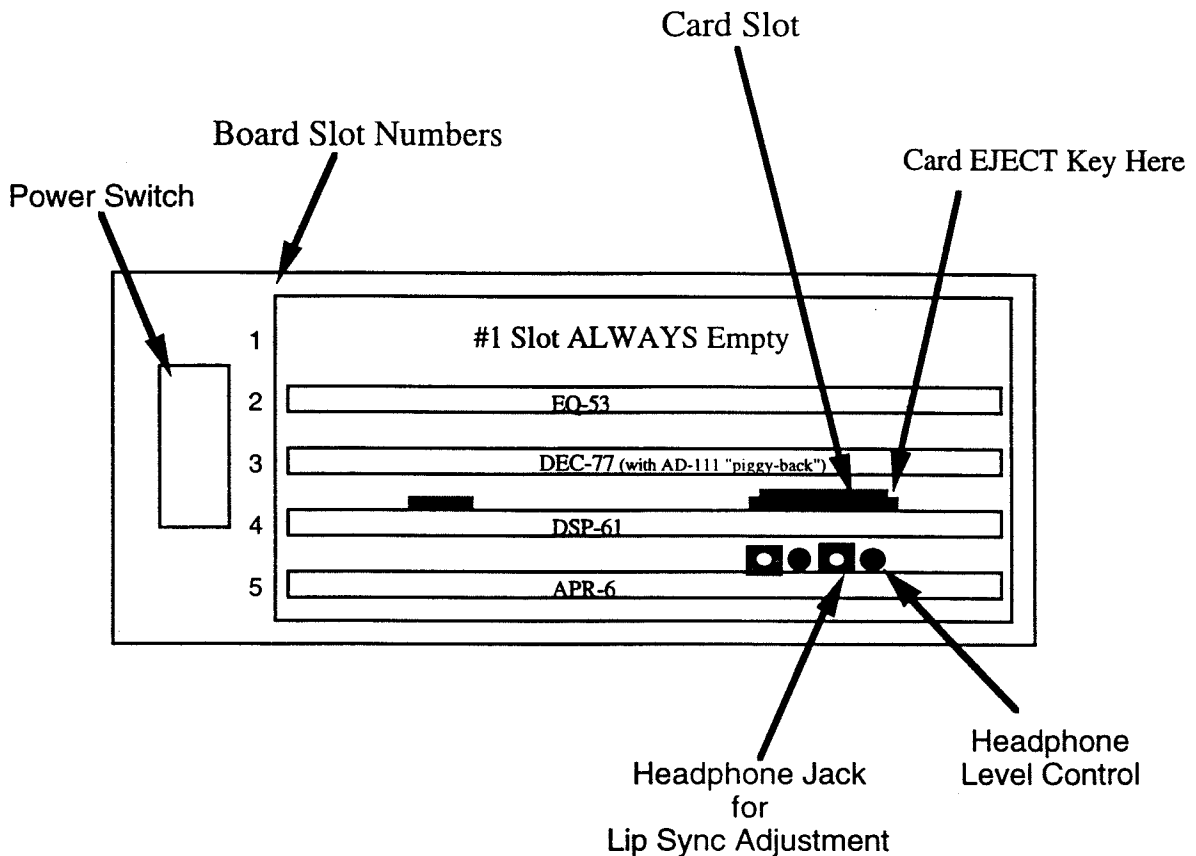 Card Slot
Board Slot Numbers
Card EJECT Key Here
Power Switch
1
#1 Slot ALWAYS Empty
2
EQ-53
3
DEC-77 (with AD-111 "piggy-back")
4
DSP-61
5
APR-6
Headphone
Level Control
Headphone Jack
for
Lip Sync Adjustment